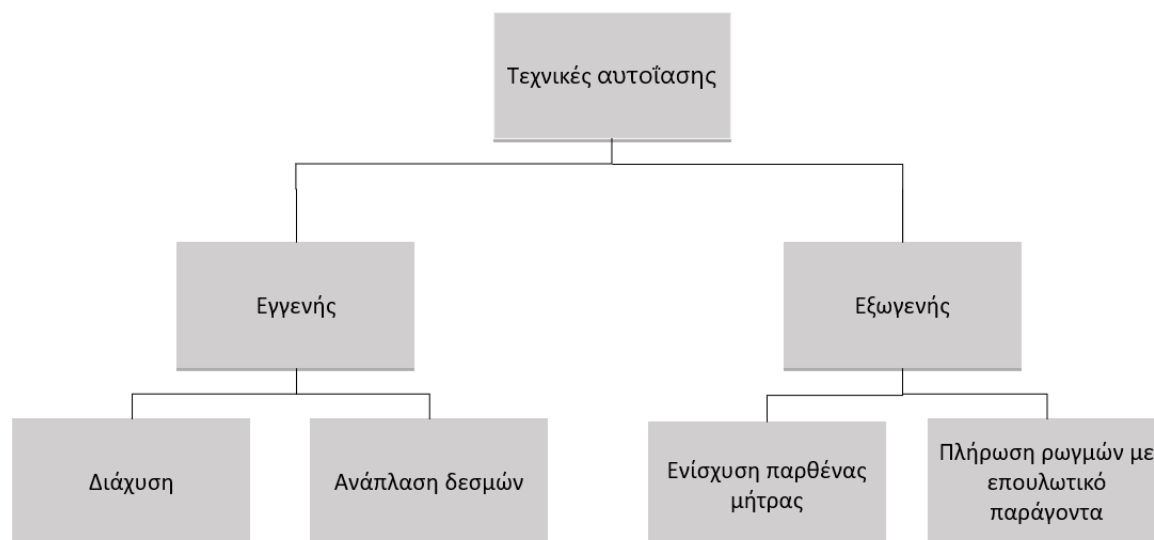 Τεχνικές αυτοΐασης
Εγγενής
Εξωγενής
Διάχυση
Ανάπλαση δεσμών
Ενίσχυση παρθένας
μήτρας
Πλήρωση ρωγμών με
επουλωτικό
παράγοντα